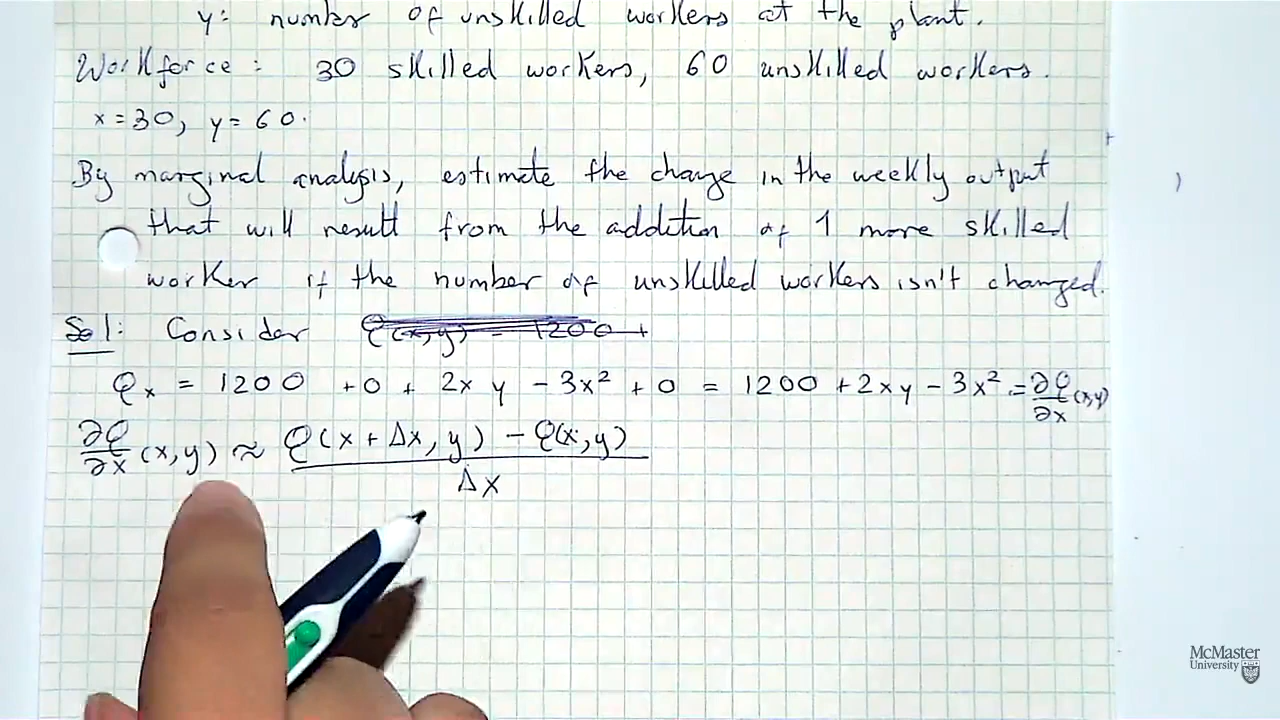 y: number of unskilled workers at the plant.
Workforce: 30 skilled workers, 60 unskilled workers.
x = 30, y = 60.
By marginal analysis, estimate the change in the weekly output
that will result from the addition of 1 more skilled
worker if the number of unskilled workers isn't changed.
Sol: Consider Q(x,y) = 1200 +
Qx = 1200 + 0 + 2xy - 3x² + 0 = 1200 + 2xy - 3x². = ∂Q/∂x (x,y)
∂Q/∂x (x,y) ≈ Q(x + Δx, y) - Q(x,y) / Δx
McMaster
University